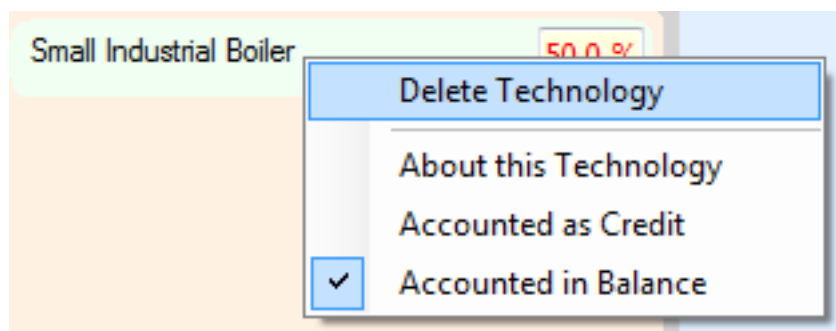 Small Industrial Boiler 50.0 %
Delete Technology
About this Technology
Accounted as Credit
Accounted in Balance